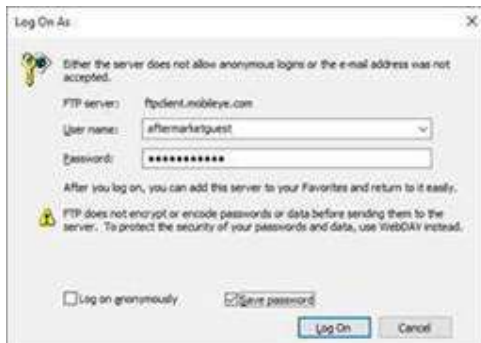 Log On As
Either the server does not allow anonymous logins or the e-mail address was not
accepted.
FTP server: ftpclient.mobileye.com
User name: aftermarketguest
Password: ●●●●●●●●●●●
After you log on, you can add this server to your Favorites and return to it easily.
FTP does not encrypt or encode passwords or data before sending them to the
server. To protect the security of your passwords and data, use WebDAV instead.
Log on anonymously Save password
Log On Cancel